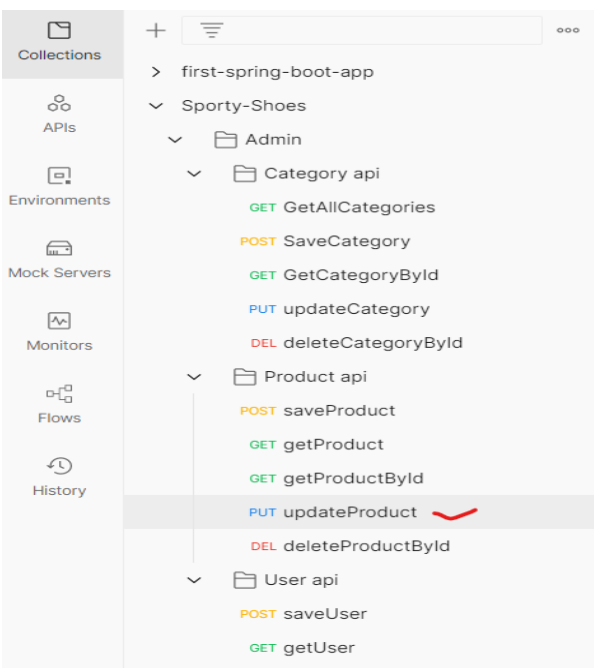 Collections
APIs
Environments
Mock Servers
Monitors
Flows
History
first-spring-boot-app
Sporty-Shoes
Admin
Category api
GET GetAllCategories
POST SaveCategory
GET GetCategoryById
PUT updateCategory
DEL deleteCategoryById
Product api
POST saveProduct
GET getProduct
GET getProductById
PUT updateProduct
DEL deleteProductById
User api
POST saveUser
GET getUser